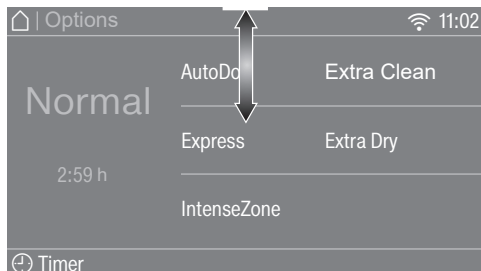 | Options 11:02
AutoDo Extra Clean
Normal
Express Extra Dry
2:59 h
IntenseZone
Timer